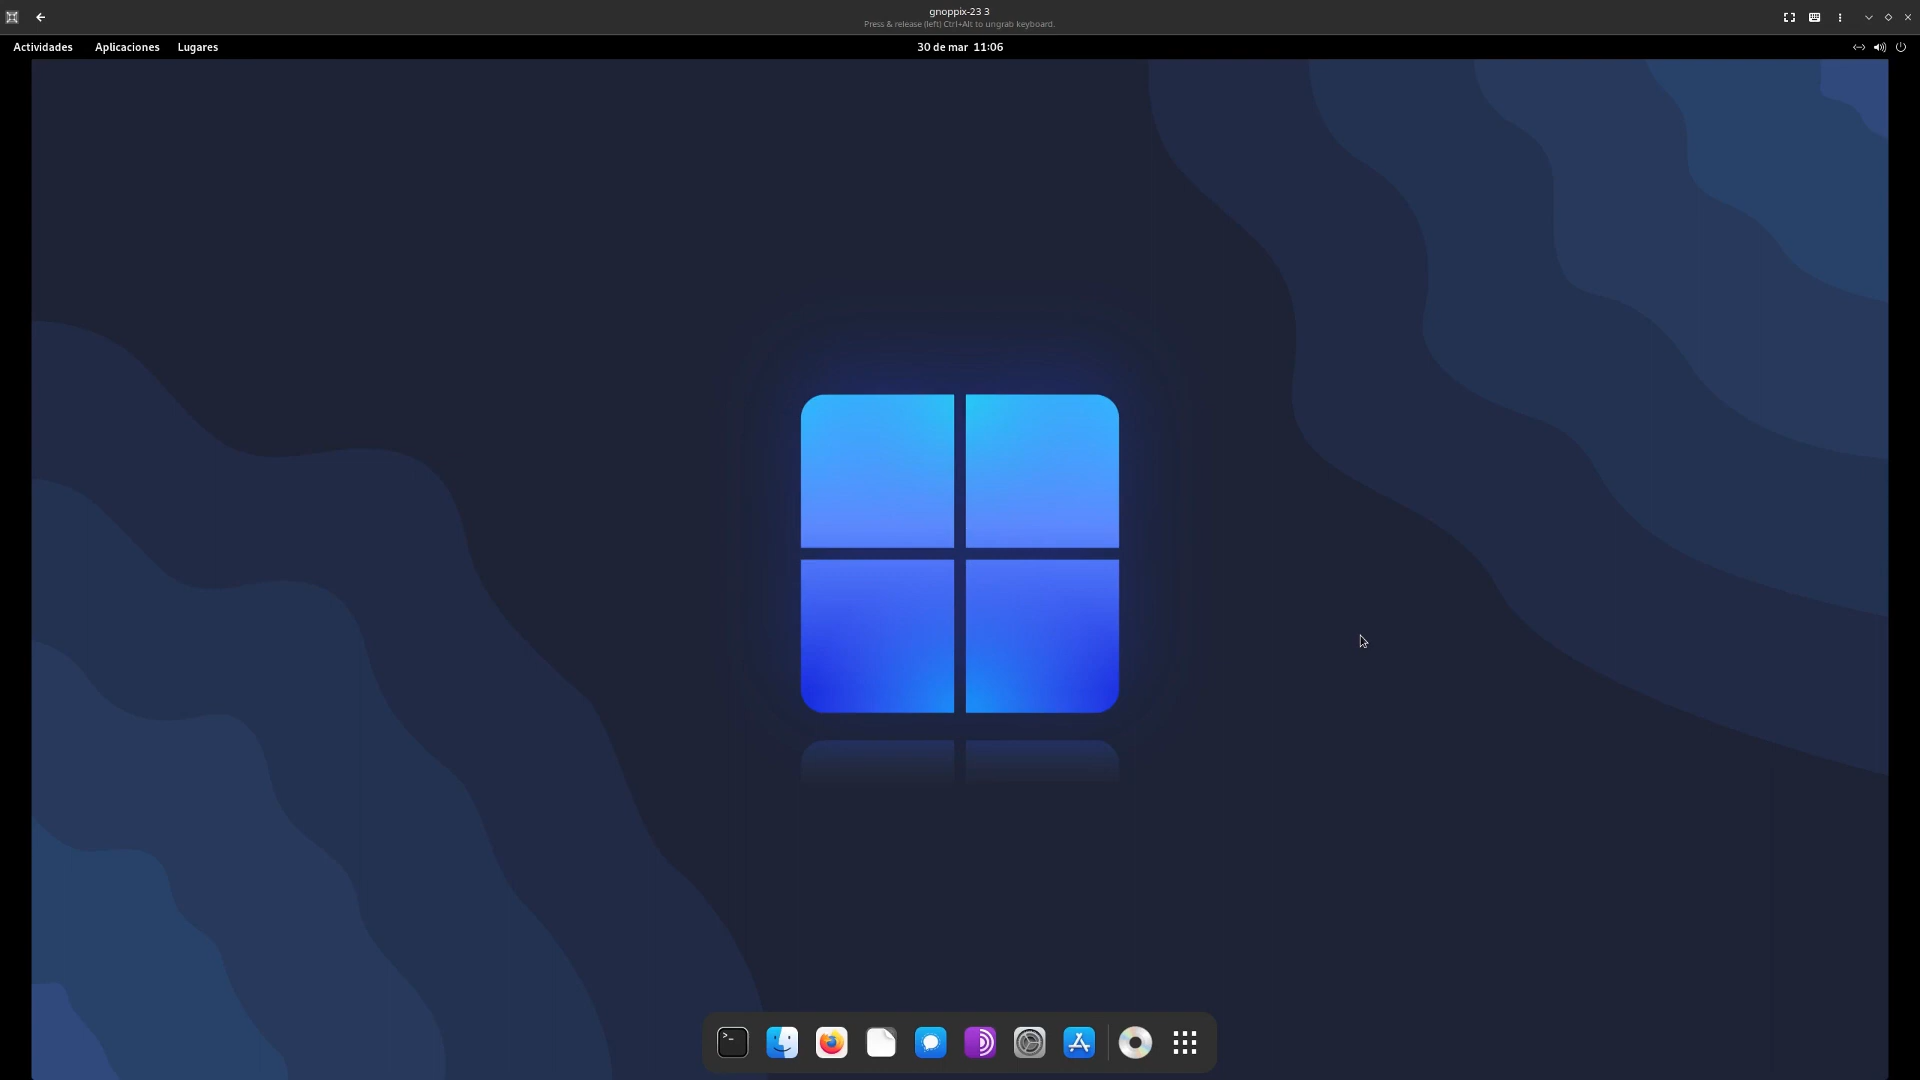 gnoppix-23 3
Press & release (left) Ctrl+Alt to ungrab keyboard.
Actividades Aplicaciones Lugares 30 de mar 11:06